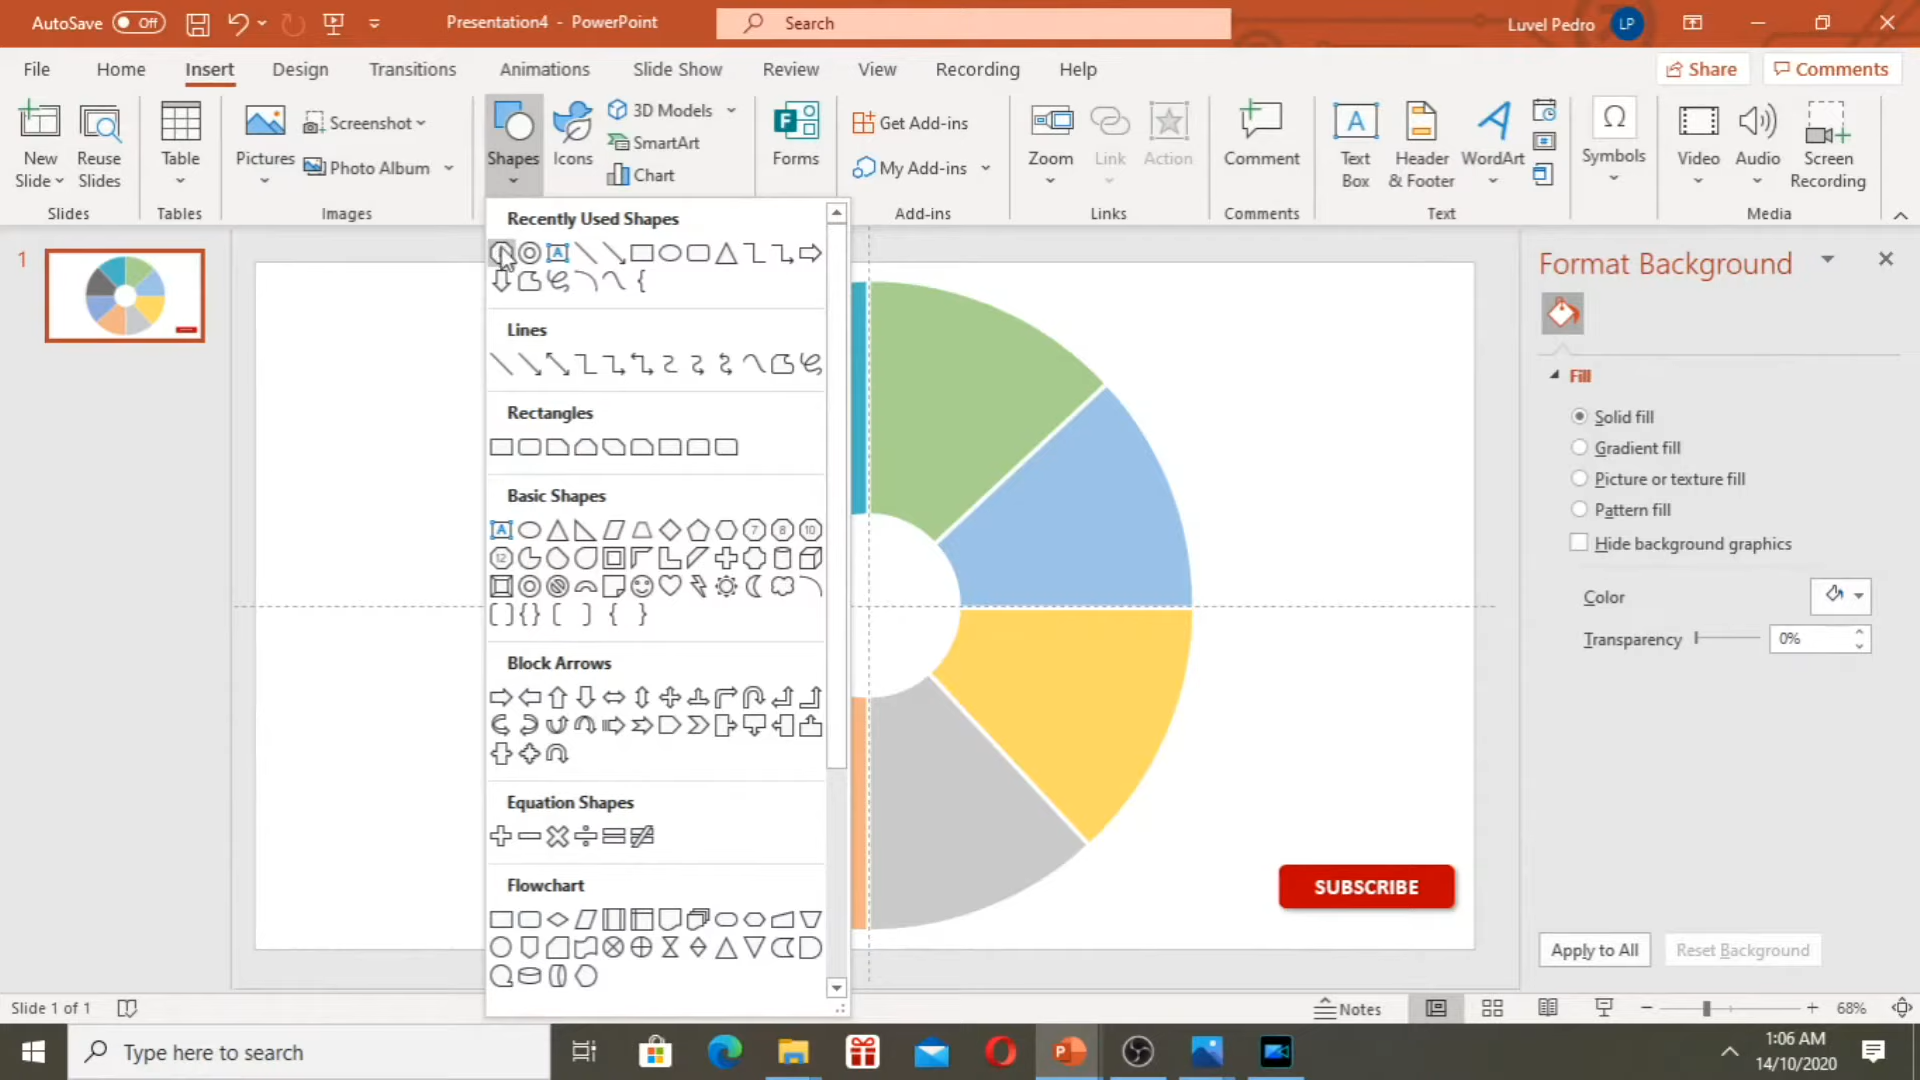 AutoSave Off Presentation4 - PowerPoint Search Luvel Pedro LP
File Home Insert Design Transitions Animations Slide Show Review View Recording Help Share Comments
New Slide
Reuse Slides
Slides
Table
Tables
Pictures
Screenshot
Photo Album
Images
Shapes
Icons
3D Models
SmartArt
Chart
Forms
Get Add-ins
My Add-ins
Add-ins
Zoom
Link
Action
Links
Comment
Comments
Text Box
Header & Footer
WordArt
Text
Symbols
Video
Audio
Screen Recording
Media
1
Recently Used Shapes
Lines
Rectangles
Basic Shapes
Block Arrows
Equation Shapes
Flowchart
SUBSCRIBE
Format Background
Fill
Solid fill
Gradient fill
Picture or texture fill
Pattern fill
Hide background graphics
Color
Transparency 0%
Apply to All Reset Background
Slide 1 of 1 Notes 68%
Type here to search
1:06 AM
14/10/2020